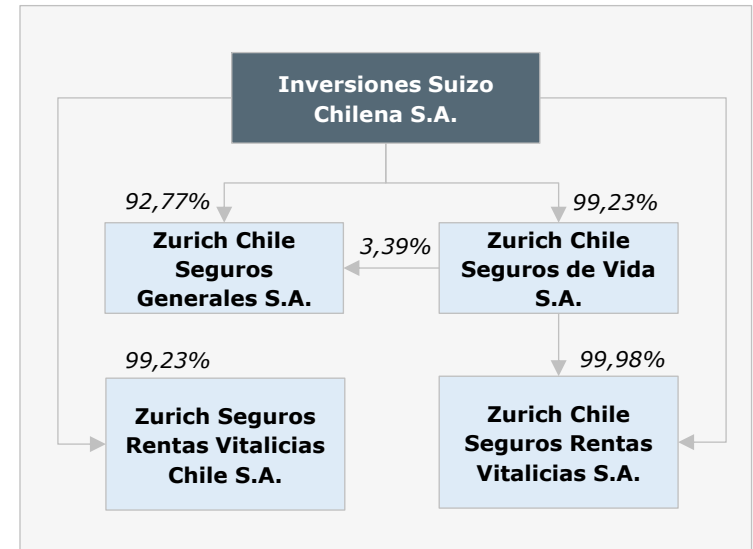 Inversiones Suizo
Chilena S.A.
92,77%
99,23%
Zurich Chile
Seguros
Generales S.A.
3,39%
Zurich Chile
Seguros de Vida
S.A.
99,23%
99,98%
Zurich Seguros
Rentas Vitalicias
Chile S.A.
Zurich Chile
Seguros Rentas
Vitalicias S.A.